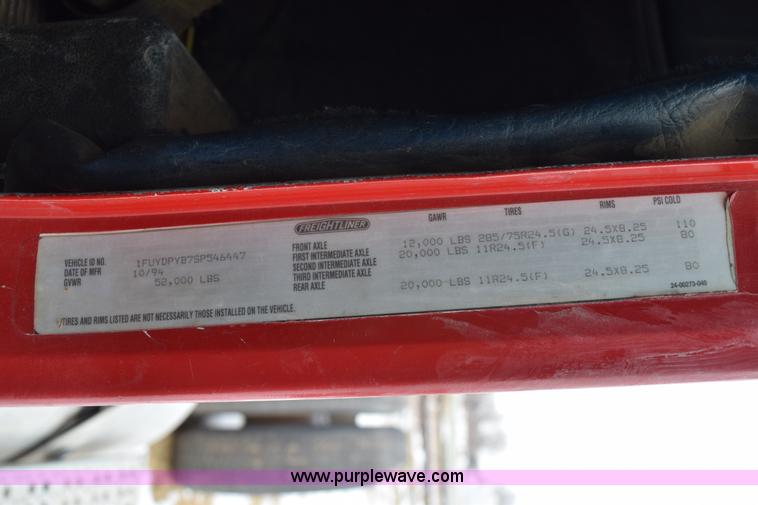 FREIGHTLINER GAWR TIRES RIMS PSI COLD
VEHICLE ID NO. 1FUYDPYB7SP546447 FRONT AXLE 12,000 LBS 285/75R24.5(G) 24.5X8.25 110
DATE OF MFR 10/94 FIRST INTERMEDIATE AXLE 20,000 LBS 11R24.5(F) 24.5X8.25 80
GVWR 52,000 LBS SECOND INTERMEDIATE AXLE
THIRD INTERMEDIATE AXLE
REAR AXLE 20,000 LBS 11R24.5(F) 24.5X8.25 80
24-00273-040
TIRES AND RIMS LISTED ARE NOT NECESSARILY THOSE INSTALLED ON THE VEHICLE.
www.purplewave.com